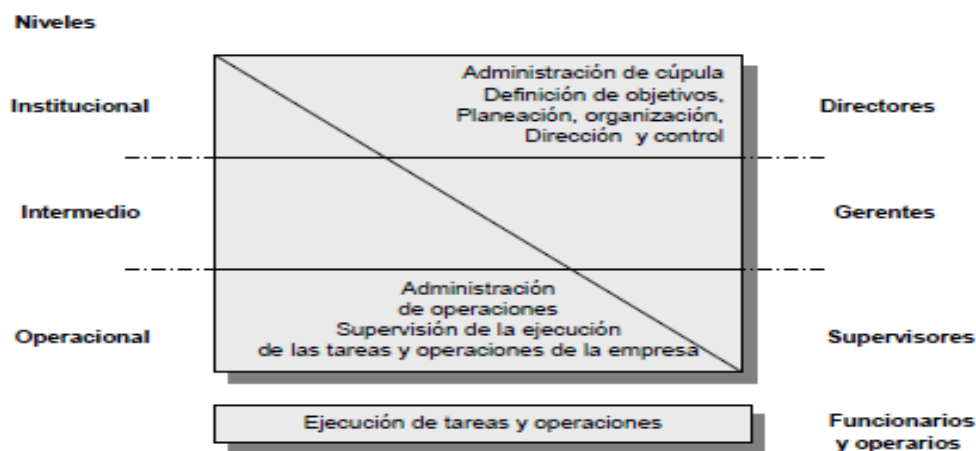 Niveles
Institucional
Administración de cúpula
Definición de objetivos,
Planeación, organización,
Dirección y control
Directores
Intermedio
Gerentes
Operacional
Administración
de operaciones
Supervisión de la ejecución
de las tareas y operaciones de la empresa
Supervisores
Ejecución de tareas y operaciones
Funcionarios
y operarios